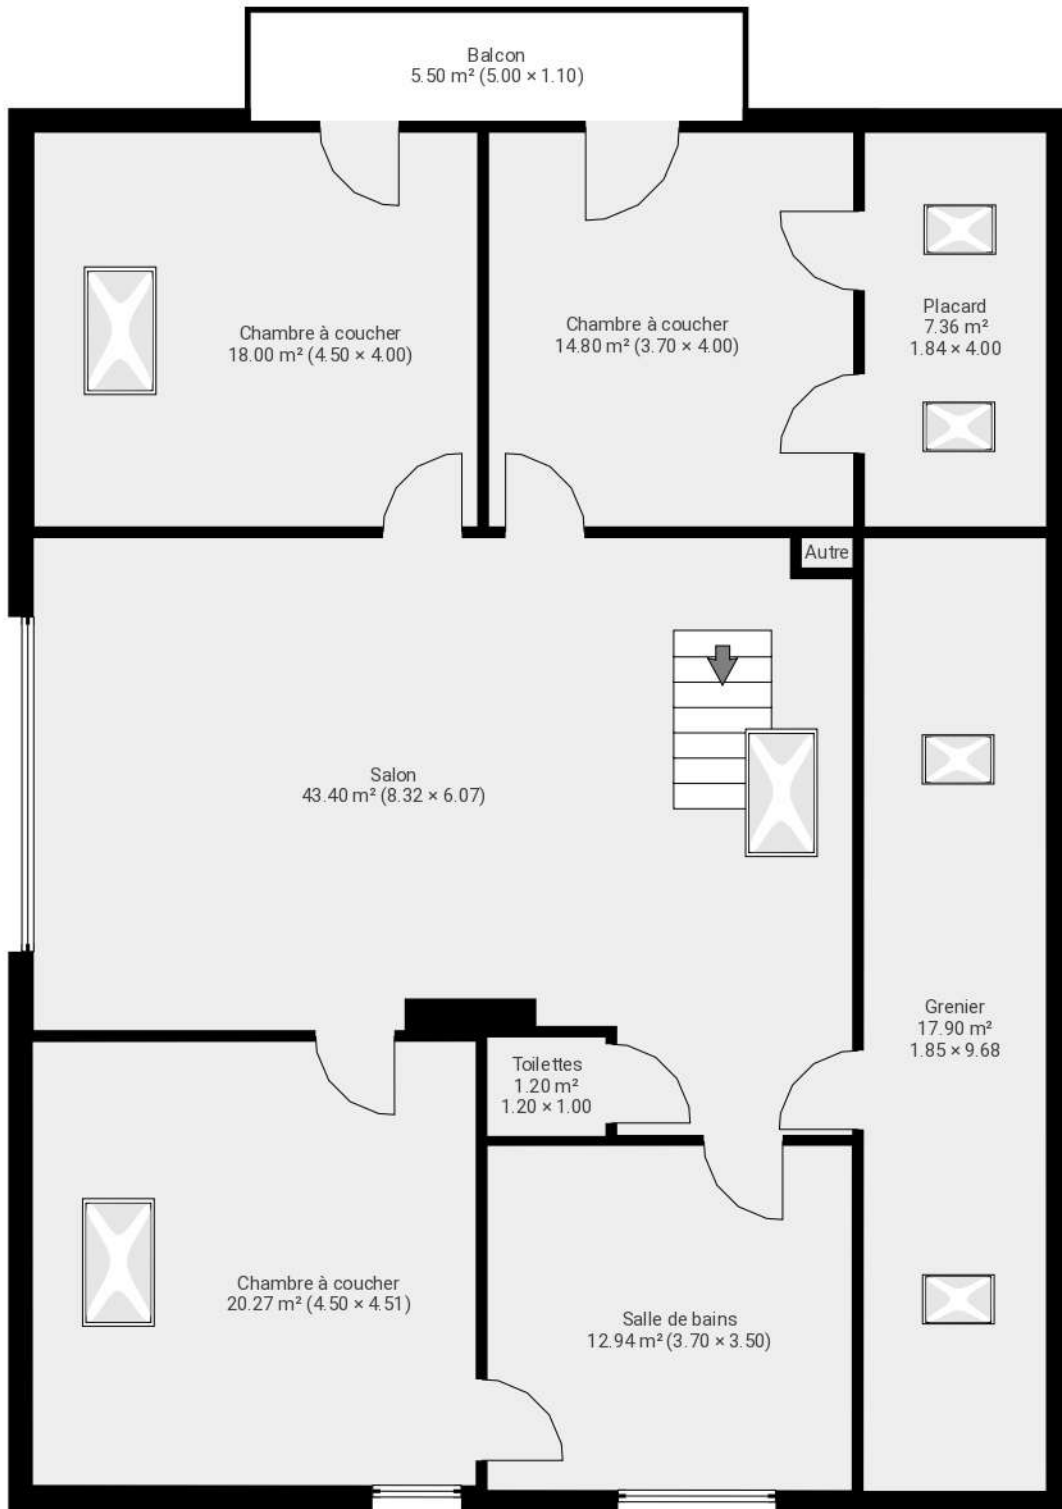 Balcon
5.50 m² (5.00 × 1.10)
Chambre à coucher
18.00 m² (4.50 × 4.00)
Chambre à coucher
14.80 m² (3.70 × 4.00)
Placard
7.36 m²
1.84 × 4.00
Autre
Salon
43.40 m² (8.32 × 6.07)
Grenier
17.90 m²
1.85 × 9.68
Toilettes
1.20 m²
1.20 × 1.00
Chambre à coucher
20.27 m² (4.50 × 4.51)
Salle de bains
12.94 m² (3.70 × 3.50)